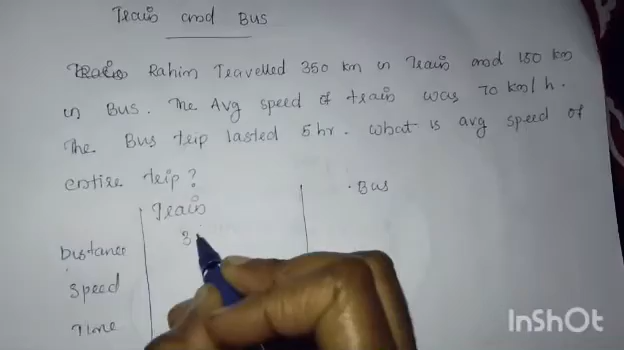 Train and Bus
Rahim Travelled 350 km in Train and 150 km
in Bus. The Avg speed of train was 70 km/h.
The Bus trip lasted 5 hr. What is avg speed of
entire trip?
Train . Bus
Distance 3
Speed
Time
InShOt